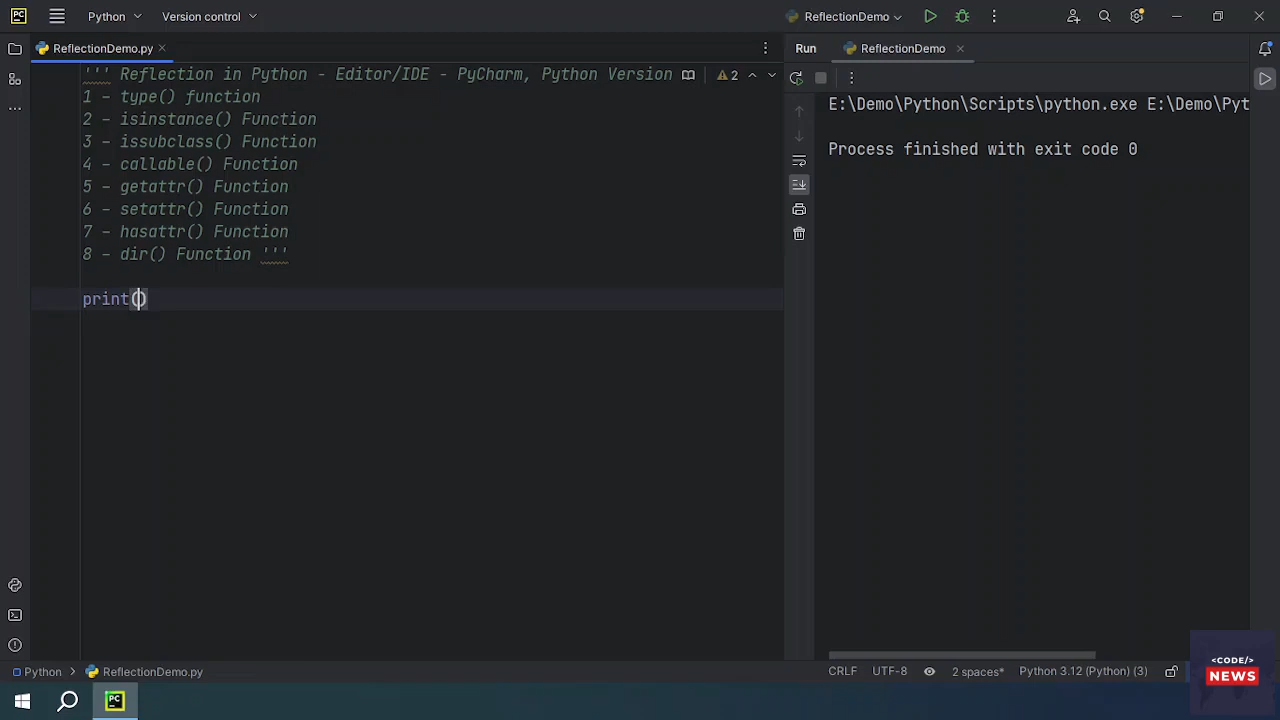 PC Python Version control ReflectionDemo
ReflectionDemo.py Run ReflectionDemo
''' Reflection in Python - Editor/IDE - PyCharm, Python Version 2
1 - type() function
2 - isinstance() Function
3 - issubclass() Function
4 - callable() Function
5 - getattr() Function
6 - setattr() Function
7 - hasattr() Function
8 - dir() Function '''
print()
E:\Demo\Python\Scripts\python.exe E:\Demo\Pyt
Process finished with exit code 0
<CODE/>
NEWS
Python ReflectionDemo.py CRLF UTF-8 2 spaces* Python 3.12 (Python) (3)
PC